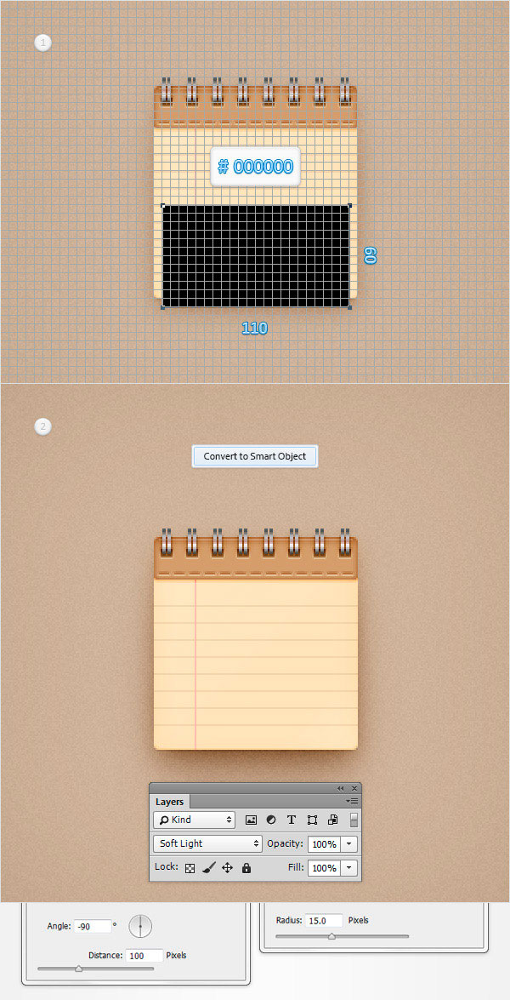 1
# 000000
60
110
2
Convert to Smart Object
Layers
Kind
T
Soft Light Opacity: 100%
Lock: Fill: 100%
Angle: -90 °
Distance: 100 Pixels
Radius: 15.0 Pixels